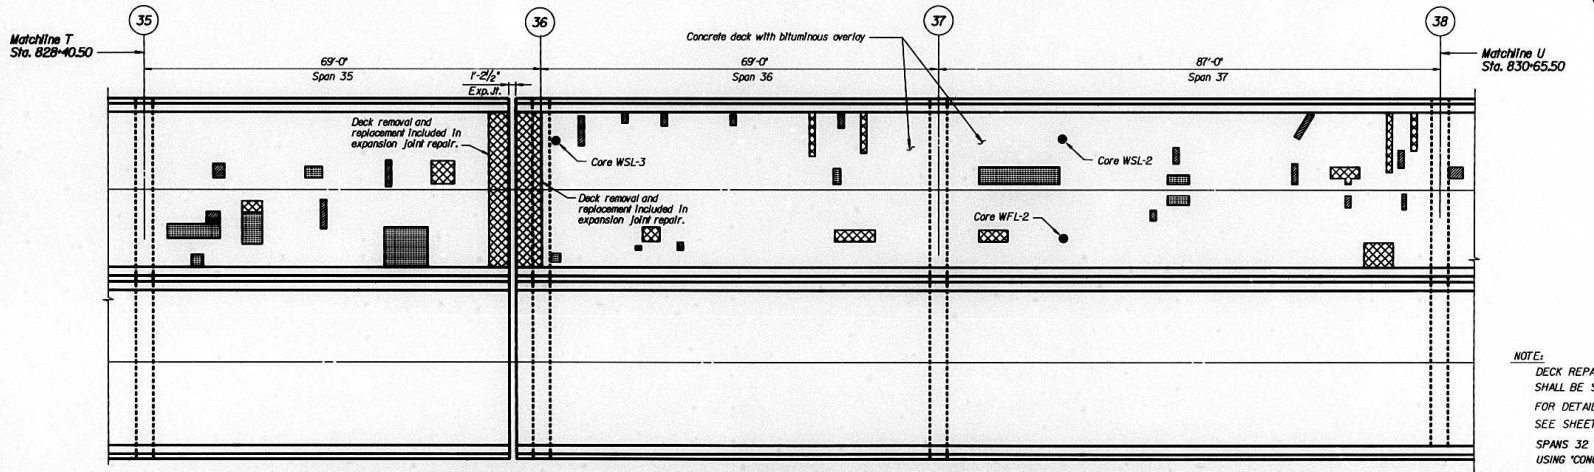 35
36
37
38
Matchline T
Sta. 828+40.50
Concrete deck with bituminous overlay
Matchline U
Sta. 830+65.50
69'-0"
Span 35
1'-2½"
Exp. Jt.
69'-0"
Span 36
87'-0"
Span 37
Deck removal and
replacement included in
expansion joint repair.
Core WSL-3
Core WSL-2
Deck removal and
replacement included in
expansion joint repair.
Core WFL-2
NOTE:
DECK REPA
SHALL BE S
FOR DETAIL
SEE SHEET
SPANS 32
USING "CONC